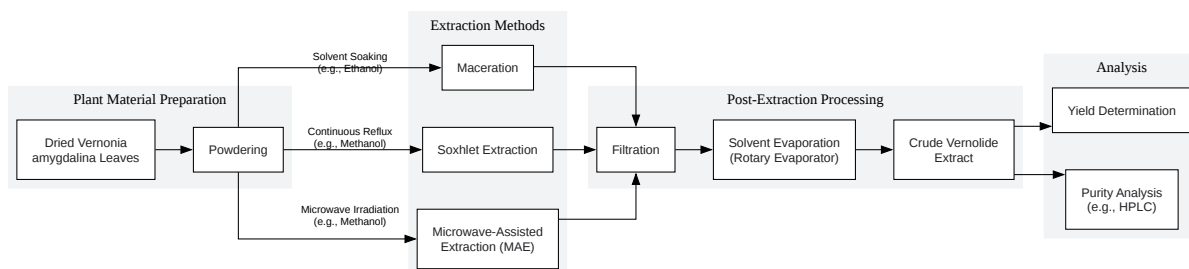 Extraction Methods
Solvent Soaking
(e.g., Ethanol)
Maceration
Analysis
Plant Material Preparation
Post-Extraction Processing
Yield Determination
Dried Vernonia
amygdalina Leaves
Powdering
Continuous Reflux
(e.g., Methanol)
Soxhlet Extraction
Filtration
Solvent Evaporation
(Rotary Evaporator)
Crude Vernolide
Extract
Purity Analysis
(e.g., HPLC)
Microwave Irradiation
(e.g., Methanol)
Microwave-Assisted
Extraction (MAE)